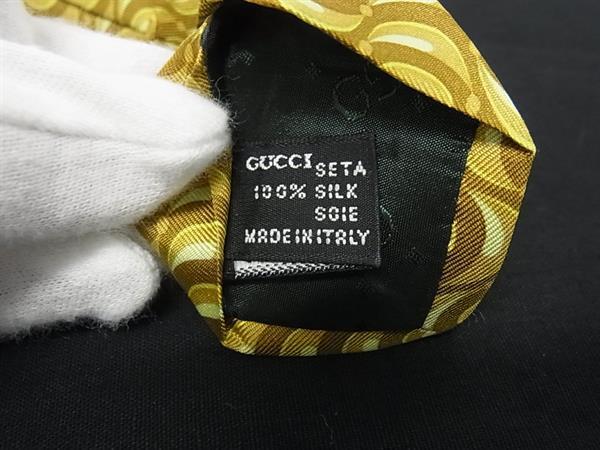 GUCCI SETA
100% SILK
SOIE
MADE IN ITALY